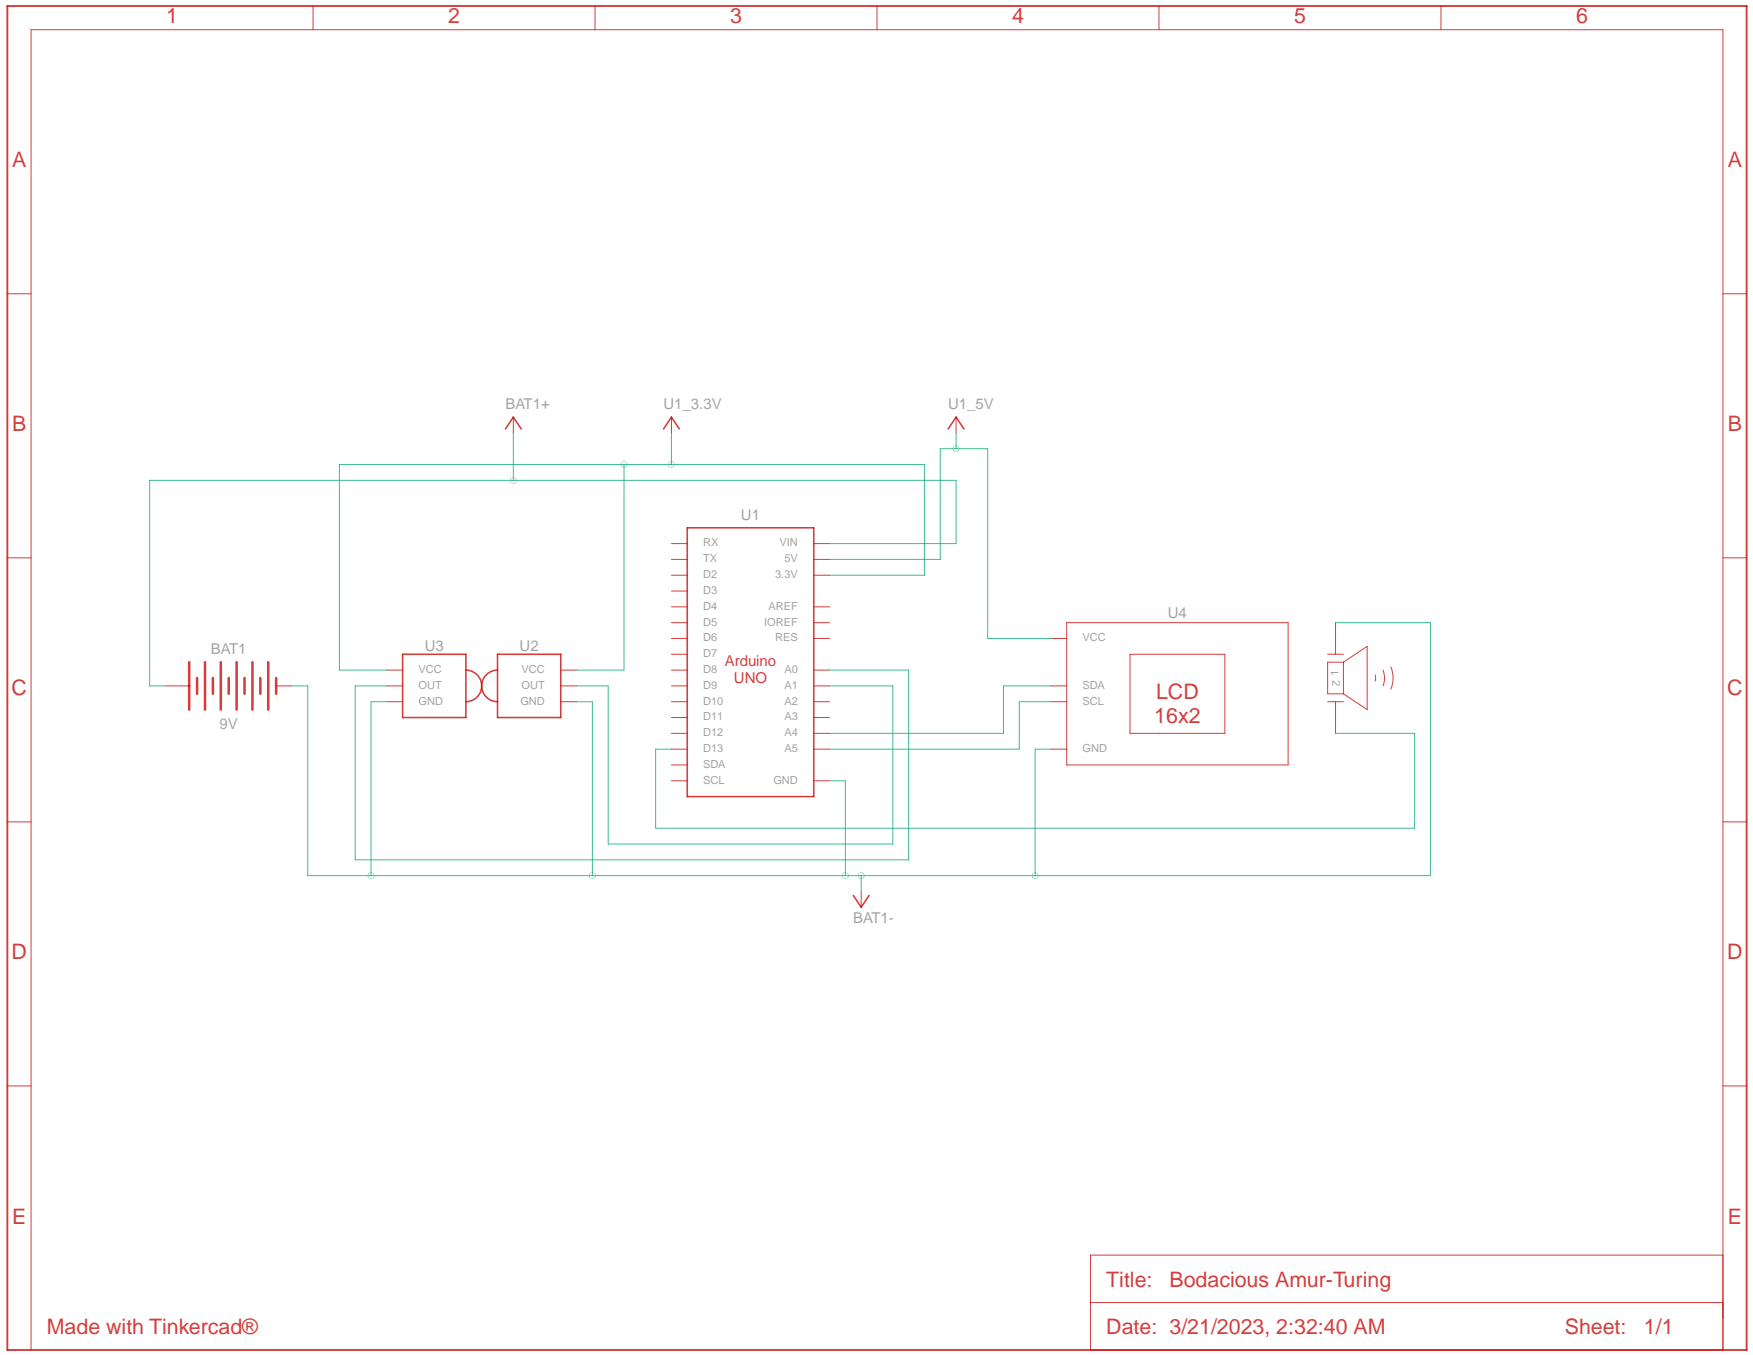 1 2 3 4 5 6
A A
BAT1+ U1_3.3V U1_5V
B B
U1
RX VIN
TX 5V
D2 3.3V
D3
D4 AREF
D5 IOREF
D6 RES
D7
D8 A0
D9 A1
D10 A2
D11 A3
D12 A4
D13 A5
SDA
SCL GND
Arduino
UNO
BAT1
9V
U3
VCC
OUT
GND
U2
VCC
OUT
GND
U4
VCC
SDA
SCL
GND
LCD
16x2
1 2
C C
BAT1-
D D
E E
Title: Bodacious Amur-Turing
Made with Tinkercad®
Date: 3/21/2023, 2:32:40 AM Sheet: 1/1